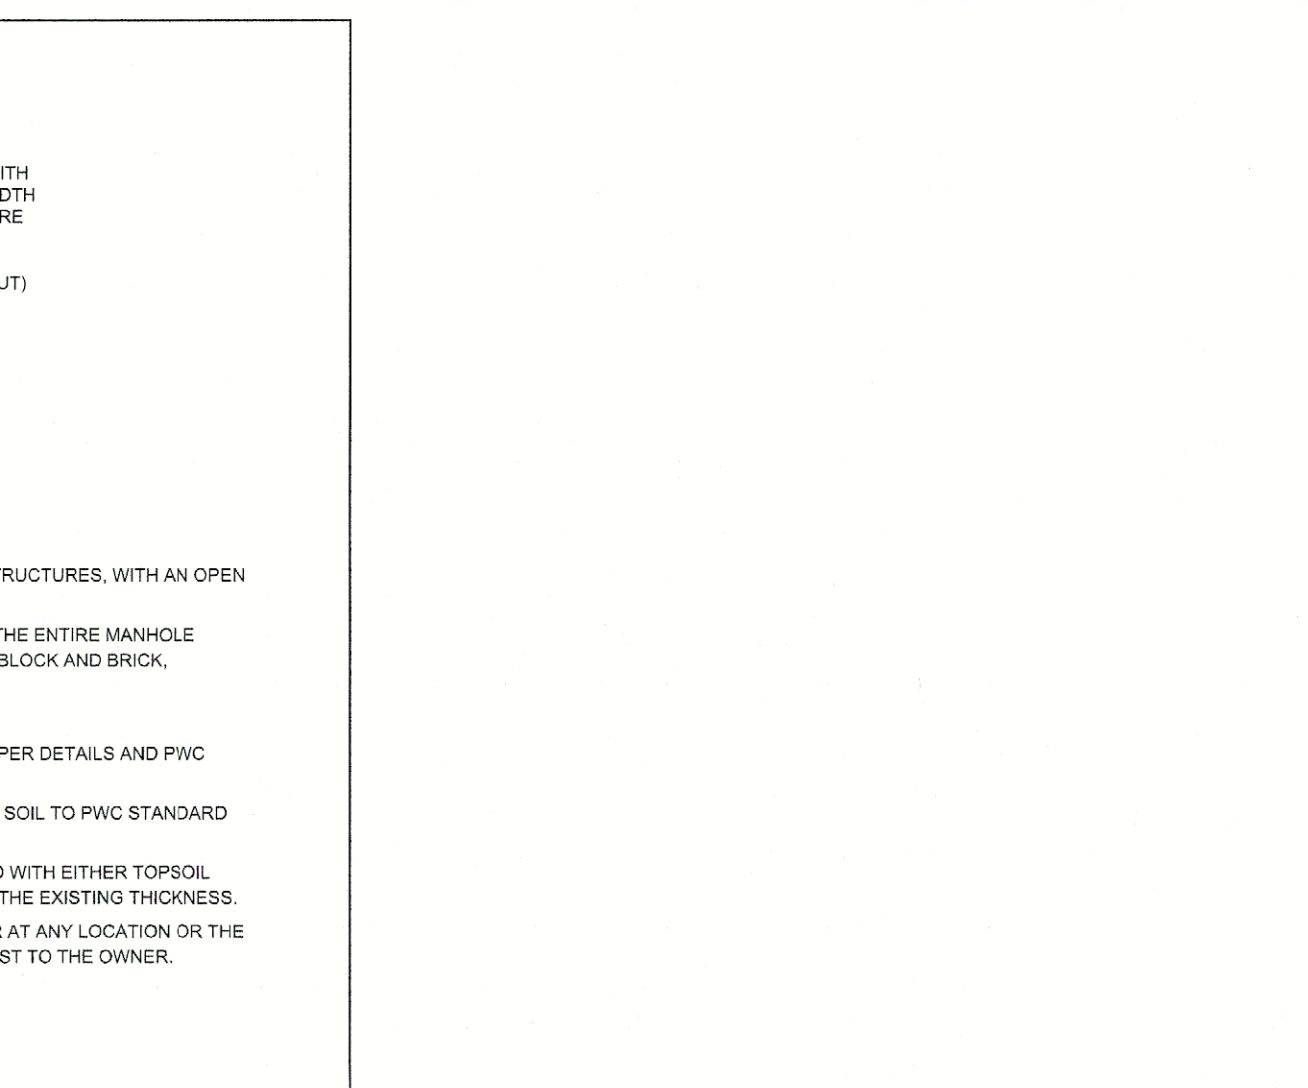 ITH
DTH
RE
UT)
TRUCTURES, WITH AN OPEN
THE ENTIRE MANHOLE
BLOCK AND BRICK,
PER DETAILS AND PWC
SOIL TO PWC STANDARD
D WITH EITHER TOPSOIL
THE EXISTING THICKNESS.
R AT ANY LOCATION OR THE
ST TO THE OWNER.